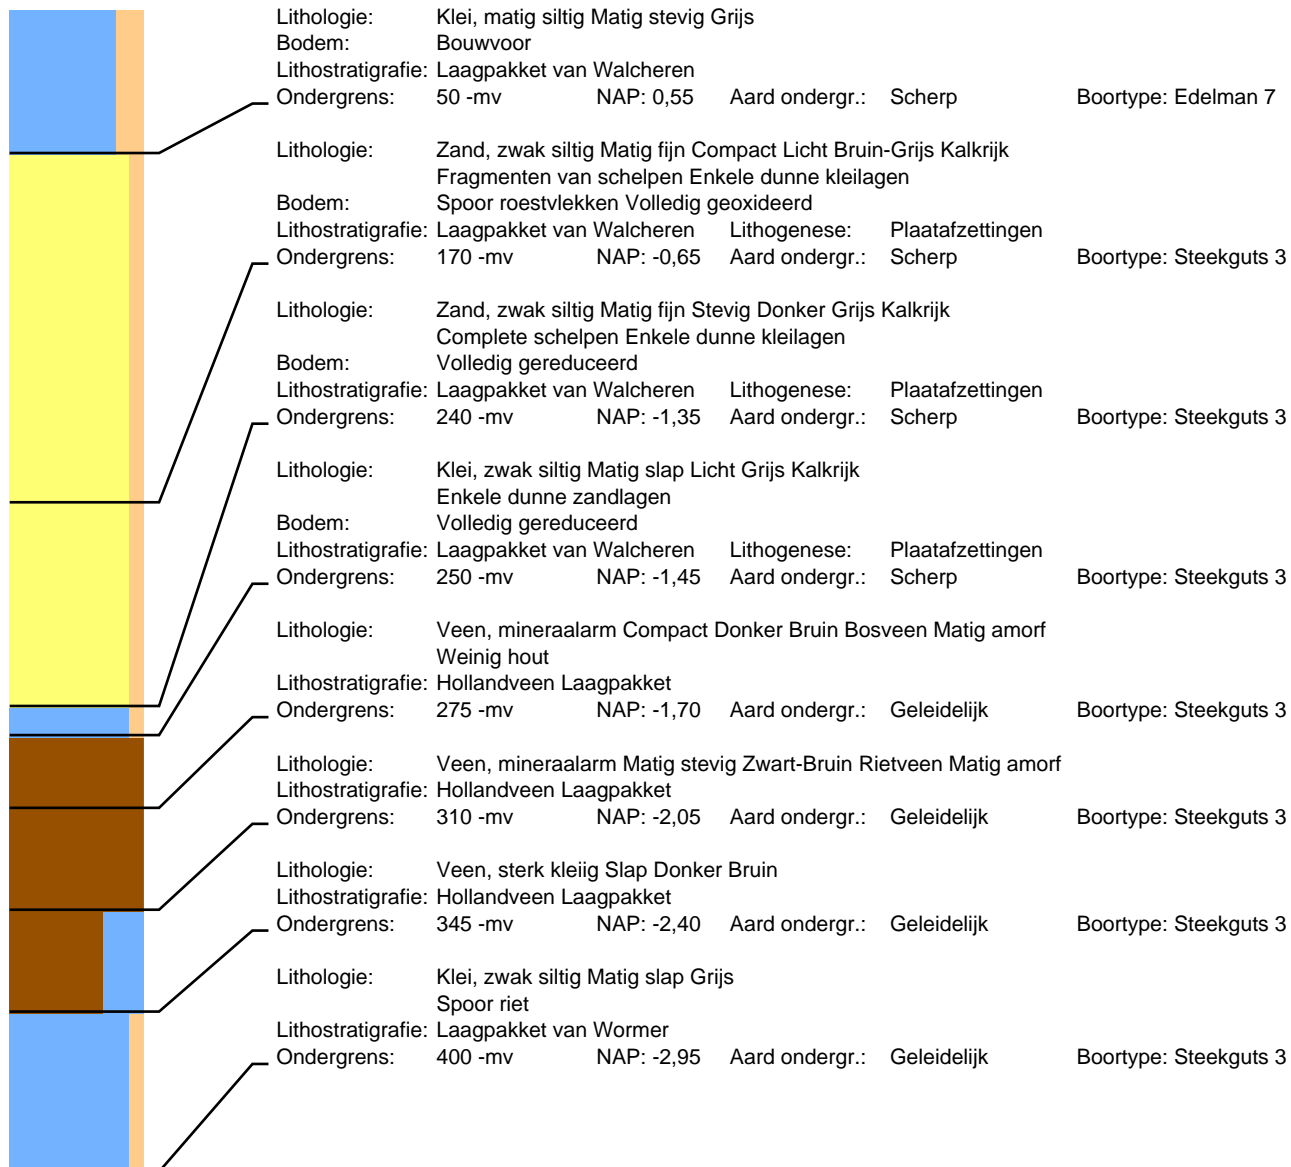 Lithologie: Klei, matig siltig Matig stevig Grijs
Bodem: Bouwvoor
Lithostratigrafie: Laagpakket van Walcheren
Ondergrens: 50 -mv NAP: 0,55 Aard ondergr.: Scherp Boortype: Edelman 7
Lithologie: Zand, zwak siltig Matig fijn Compact Licht Bruin-Grijs Kalkrijk
Fragmenten van schelpen Enkele dunne kleilagen
Bodem: Spoor roestvlekken Volledig geoxideerd
Lithostratigrafie: Laagpakket van Walcheren Lithogenese: Plaatafzettingen
Ondergrens: 170 -mv NAP: -0,65 Aard ondergr.: Scherp Boortype: Steekguts 3
Lithologie: Zand, zwak siltig Matig fijn Stevig Donker Grijs Kalkrijk
Complete schelpen Enkele dunne kleilagen
Bodem: Volledig gereduceerd
Lithostratigrafie: Laagpakket van Walcheren Lithogenese: Plaatafzettingen
Ondergrens: 240 -mv NAP: -1,35 Aard ondergr.: Scherp Boortype: Steekguts 3
Lithologie: Klei, zwak siltig Matig slap Licht Grijs Kalkrijk
Enkele dunne zandlagen
Bodem: Volledig gereduceerd
Lithostratigrafie: Laagpakket van Walcheren Lithogenese: Plaatafzettingen
Ondergrens: 250 -mv NAP: -1,45 Aard ondergr.: Scherp Boortype: Steekguts 3
Lithologie: Veen, mineraalarm Compact Donker Bruin Bosveen Matig amorf
Weinig hout
Lithostratigrafie: Hollandveen Laagpakket
Ondergrens: 275 -mv NAP: -1,70 Aard ondergr.: Geleidelijk Boortype: Steekguts 3
Lithologie: Veen, mineraalarm Matig stevig Zwart-Bruin Rietveen Matig amorf
Lithostratigrafie: Hollandveen Laagpakket
Ondergrens: 310 -mv NAP: -2,05 Aard ondergr.: Geleidelijk Boortype: Steekguts 3
Lithologie: Veen, sterk kleiig Slap Donker Bruin
Lithostratigrafie: Hollandveen Laagpakket
Ondergrens: 345 -mv NAP: -2,40 Aard ondergr.: Geleidelijk Boortype: Steekguts 3
Lithologie: Klei, zwak siltig Matig slap Grijs
Spoor riet
Lithostratigrafie: Laagpakket van Wormer
Ondergrens: 400 -mv NAP: -2,95 Aard ondergr.: Geleidelijk Boortype: Steekguts 3